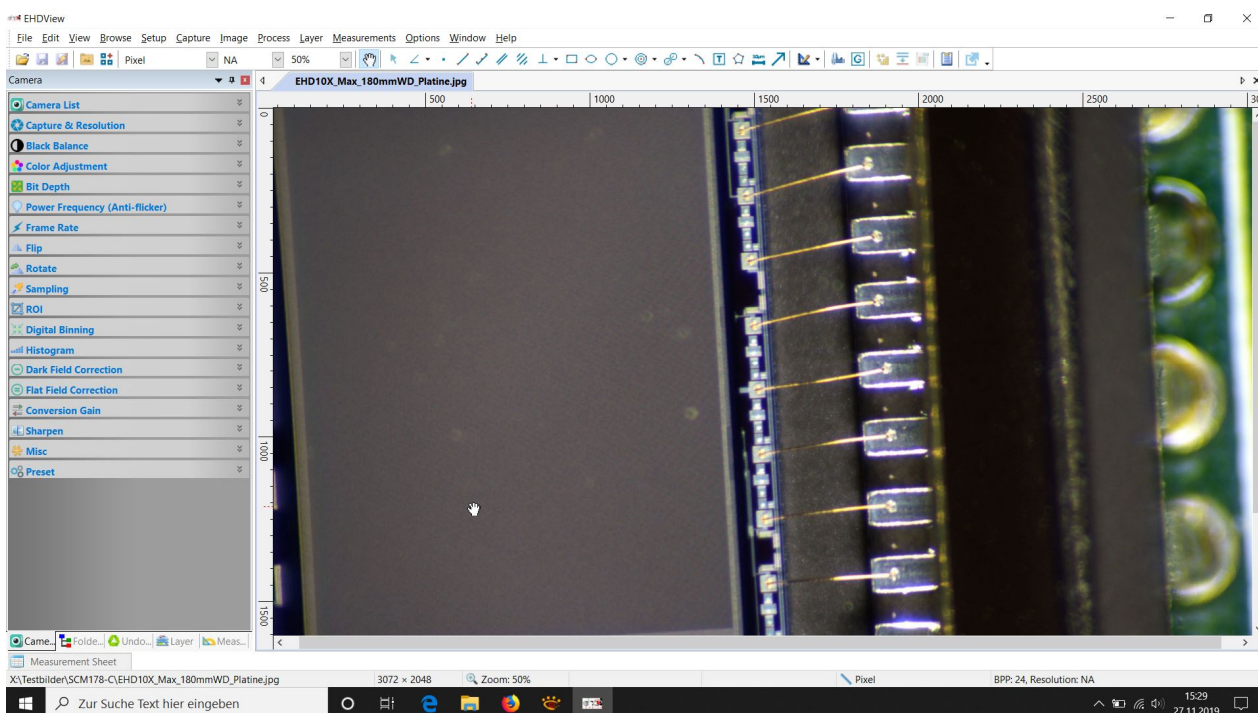 EHDView
File Edit View Browse Setup Capture Image Process Layer Measurements Options Window Help
Pixel NA 50%
Camera
EHD10X_Max_180mmWD_Platine.jpg
500 1000 1500 2000 2500
Camera List
Capture & Resolution
Black Balance
Color Adjustment
Bit Depth
Power Frequency (Anti-flicker)
Frame Rate
Flip
Rotate
Sampling
ROI
Digital Binning
Histogram
Dark Field Correction
Flat Field Correction
Conversion Gain
Sharpen
Misc
Preset
0
500
1000
1500
Came... Folde... Undo... Layer Meas...
Measurement Sheet
X:\Testbilder\SCM178-C\EHD10X_Max_180mmWD_Platine.jpg 3072 × 2048 Zoom: 50% Pixel BPP: 24, Resolution: NA
Zur Suche Text hier eingeben
15:29
27.11.2019